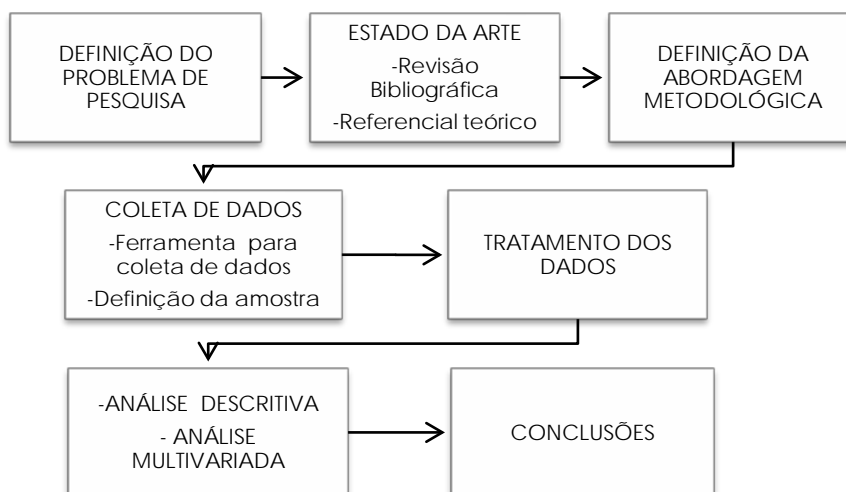 DEFINIÇÃO DO
PROBLEMA DE
PESQUISA
ESTADO DA ARTE
-Revisão
Bibliográfica
-Referencial teórico
DEFINIÇÃO DA
ABORDAGEM
METODOLÓGICA
COLETA DE DADOS
-Ferramenta para
coleta de dados
-Definição da amostra
TRATAMENTO DOS
DADOS
-ANÁLISE DESCRITIVA
- ANÁLISE
MULTIVARIADA
CONCLUSÕES